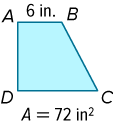 A 6 in. B
D C
A = 72 in²